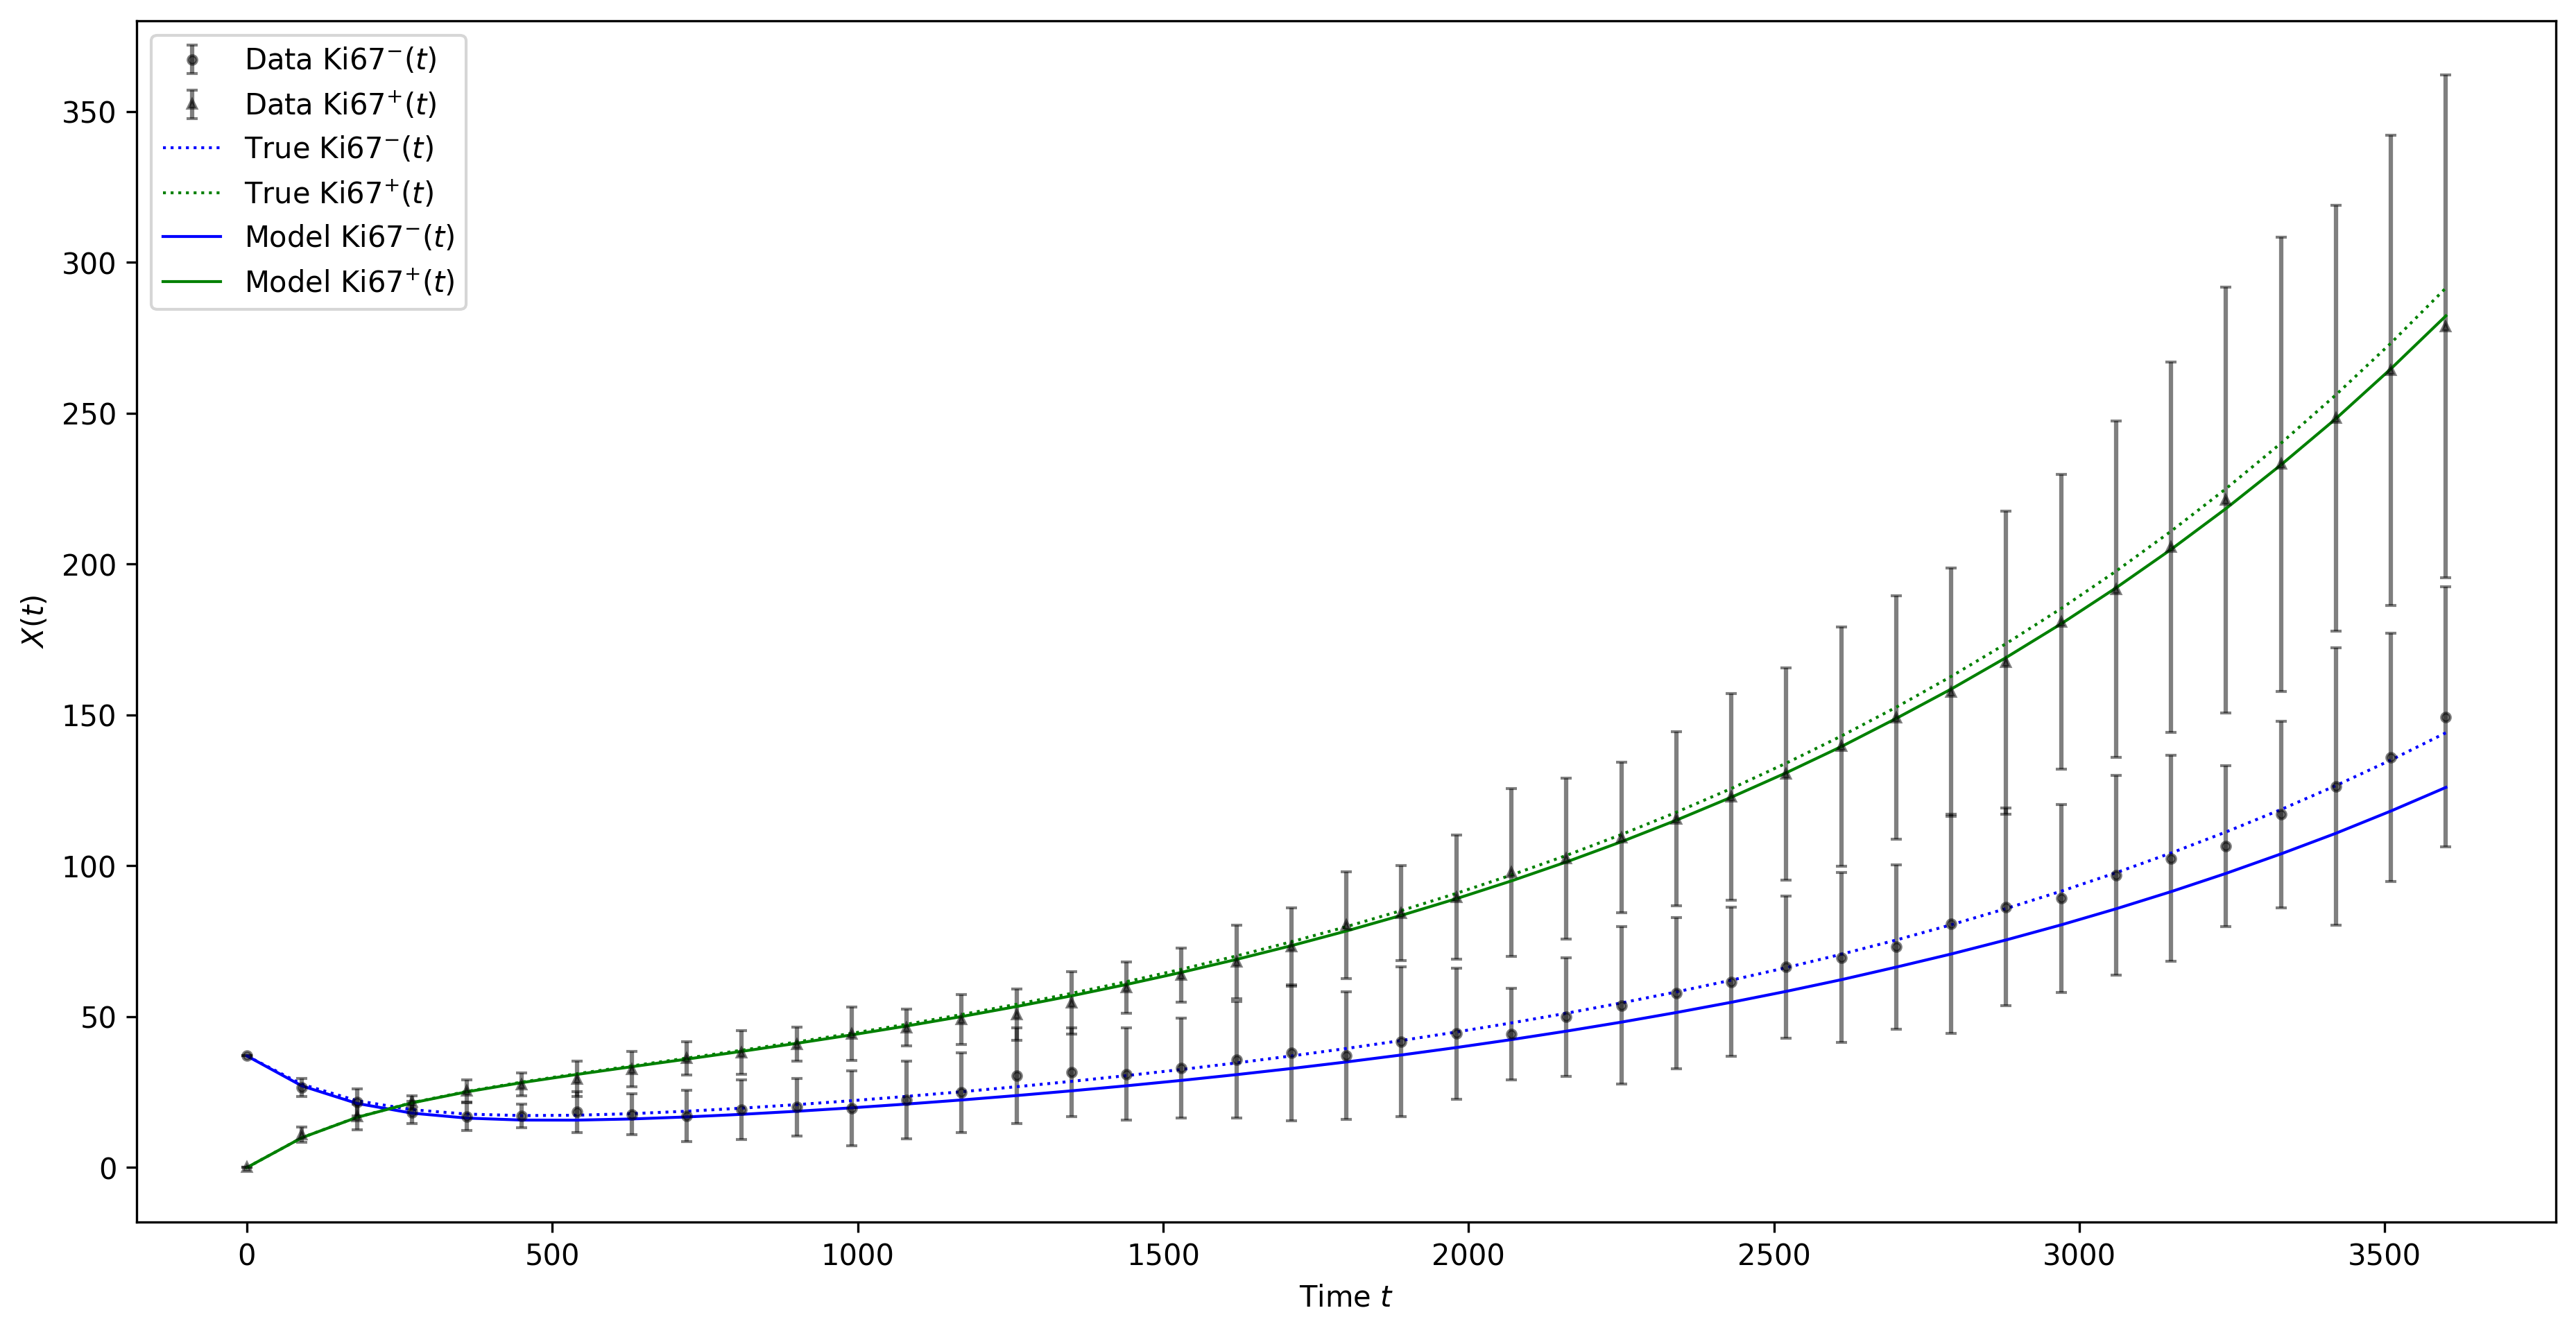 Data Ki67⁻(t)
Data Ki67⁺(t)
True Ki67⁻(t)
True Ki67⁺(t)
Model Ki67⁻(t)
Model Ki67⁺(t)
350
300
250
200
150
100
50
0
X(t)
0 500 1000 1500 2000 2500 3000 3500
Time t